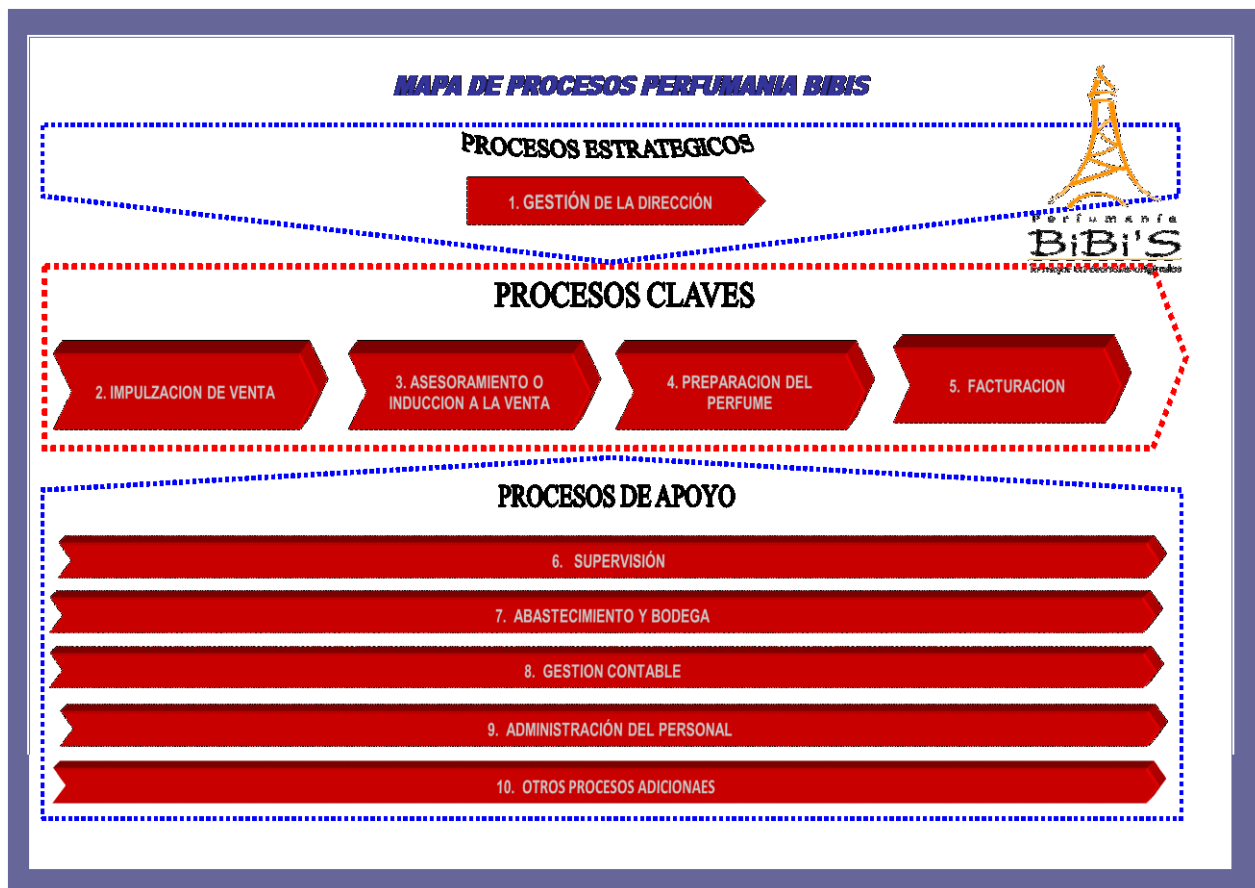 MAPA DE PROCESOS PERFUMANIA BIBIS
PROCESOS ESTRATEGICOS
1. GESTIÓN DE LA DIRECCIÓN
Perfumanía
BiBi'S
PROCESOS CLAVES
2. IMPULZACION DE VENTA
3. ASESORAMIENTO O
INDUCCION A LA VENTA
4. PREPARACION DEL
PERFUME
5. FACTURACION
PROCESOS DE APOYO
6. SUPERVISIÓN
7. ABASTECIMIENTO Y BODEGA
8. GESTION CONTABLE
9. ADMINISTRACIÓN DEL PERSONAL
10. OTROS PROCESOS ADICIONAES